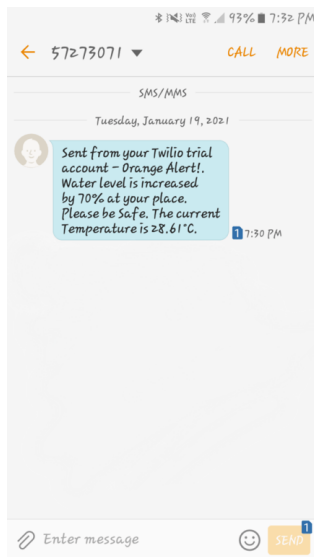 93% 7:32 PM
57273071 CALL MORE
SMS/MMS
Tuesday, January 19, 2021
Sent from your Twilio trial
account - Orange Alert!.
Water level is increased
by 70% at your place.
Please be Safe. The current
Temperature is 28.61°C.
1 7:30 PM
1
Enter message SEND